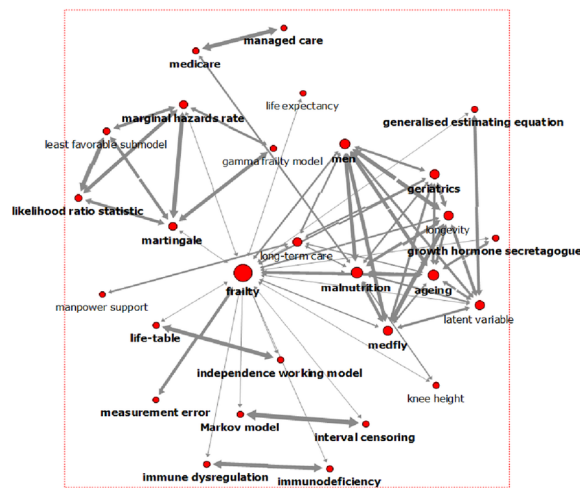 managed care
medicare
life expectancy
marginal hazards rate
generalised estimating equation
least favorable submodel
gamma frailty model
men
geriatrics
likelihood ratio statistic
longevity
martingale
growth hormone secretagogue
long-term care
manpower support
frailty
malnutrition
ageing
latent variable
life-table
medfly
independence working model
knee height
measurement error
Markov model
interval censoring
immune dysregulation
immunodeficiency